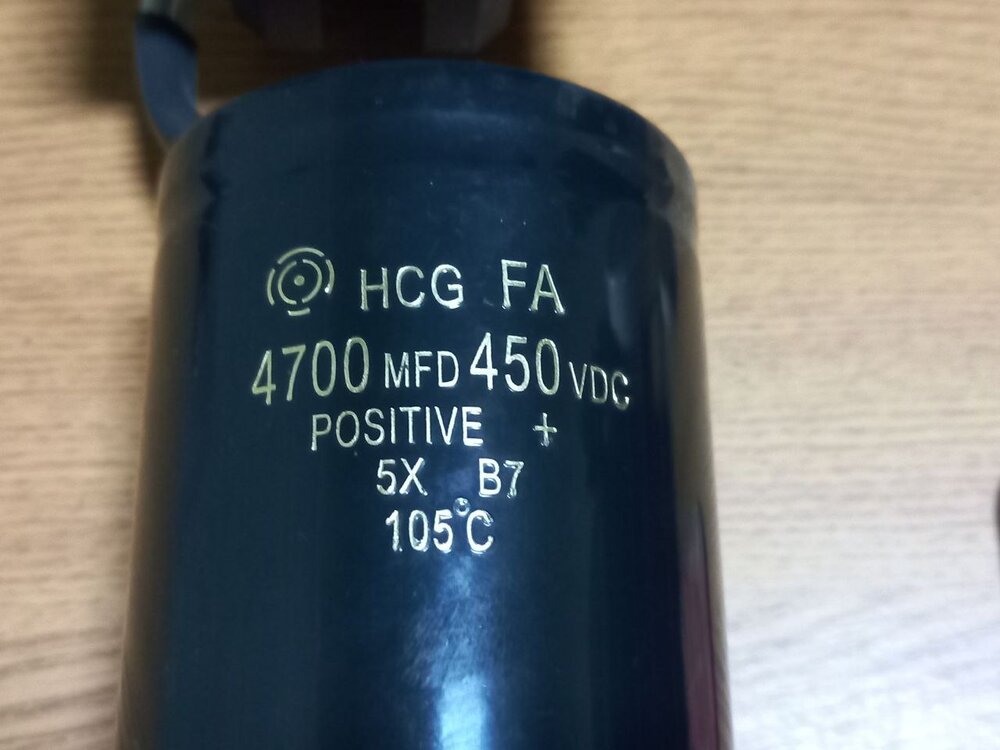 HCG FA
4700 MFD 450 VDC
POSITIVE +
5X B7
105°C